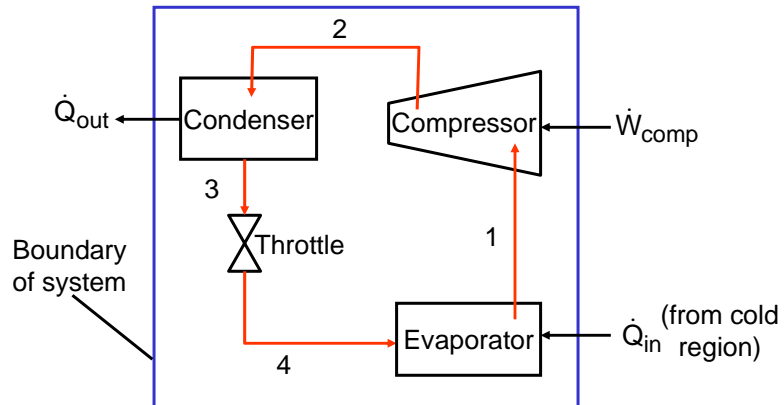 2
Q̇out
Condenser
Compressor
Ẇcomp
3
1
Throttle
Boundary
of system
4
Evaporator
Q̇in
(from cold
region)